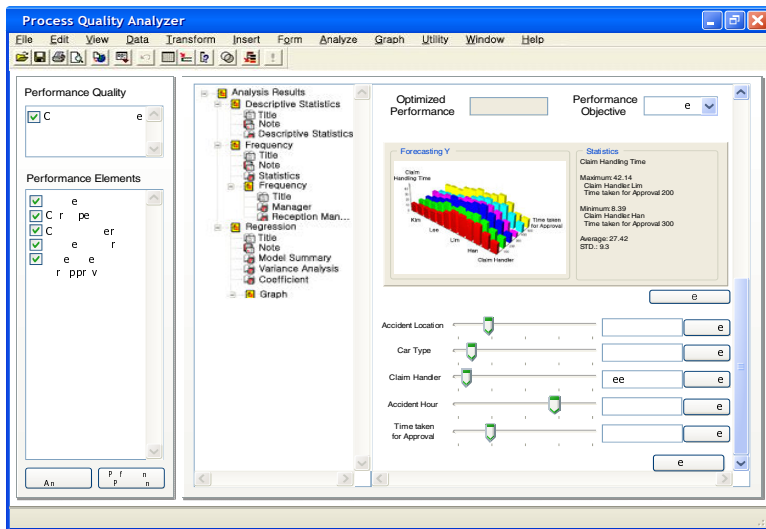 Process Quality Analyzer
File Edit View Data Transform Insert Form Analyze Graph Utility Window Help
Performance Quality
C e
Performance Elements
e
C r pe
C er
e r
e e
r ppr v
An
P f n
P n
Analysis Results
Descriptive Statistics
Title
Note
Descriptive Statistics
Frequency
Title
Note
Statistics
Frequency
Title
Manager
Reception Man...
Regression
Title
Note
Model Summary
Variance Analysis
Coefficient
Graph
Optimized
Performance
Performance
Objective
e
Forecasting Y
Claim
Handling Time
Kim
Lee
Lim
Han
Claim Handler
Time taken
for Approval
Statistics
Claim Handling Time
Maximum:42.14
Claim Handler Lim
Time taken for Approval 200
Minimum:8.39
Claim Handler Han
Time taken for Approval 300
Average:27.42
STD.: 9.3
e
Accident Location e
Car Type e
Claim Handler ee e
Accident Hour e
Time taken
for Approval e
e